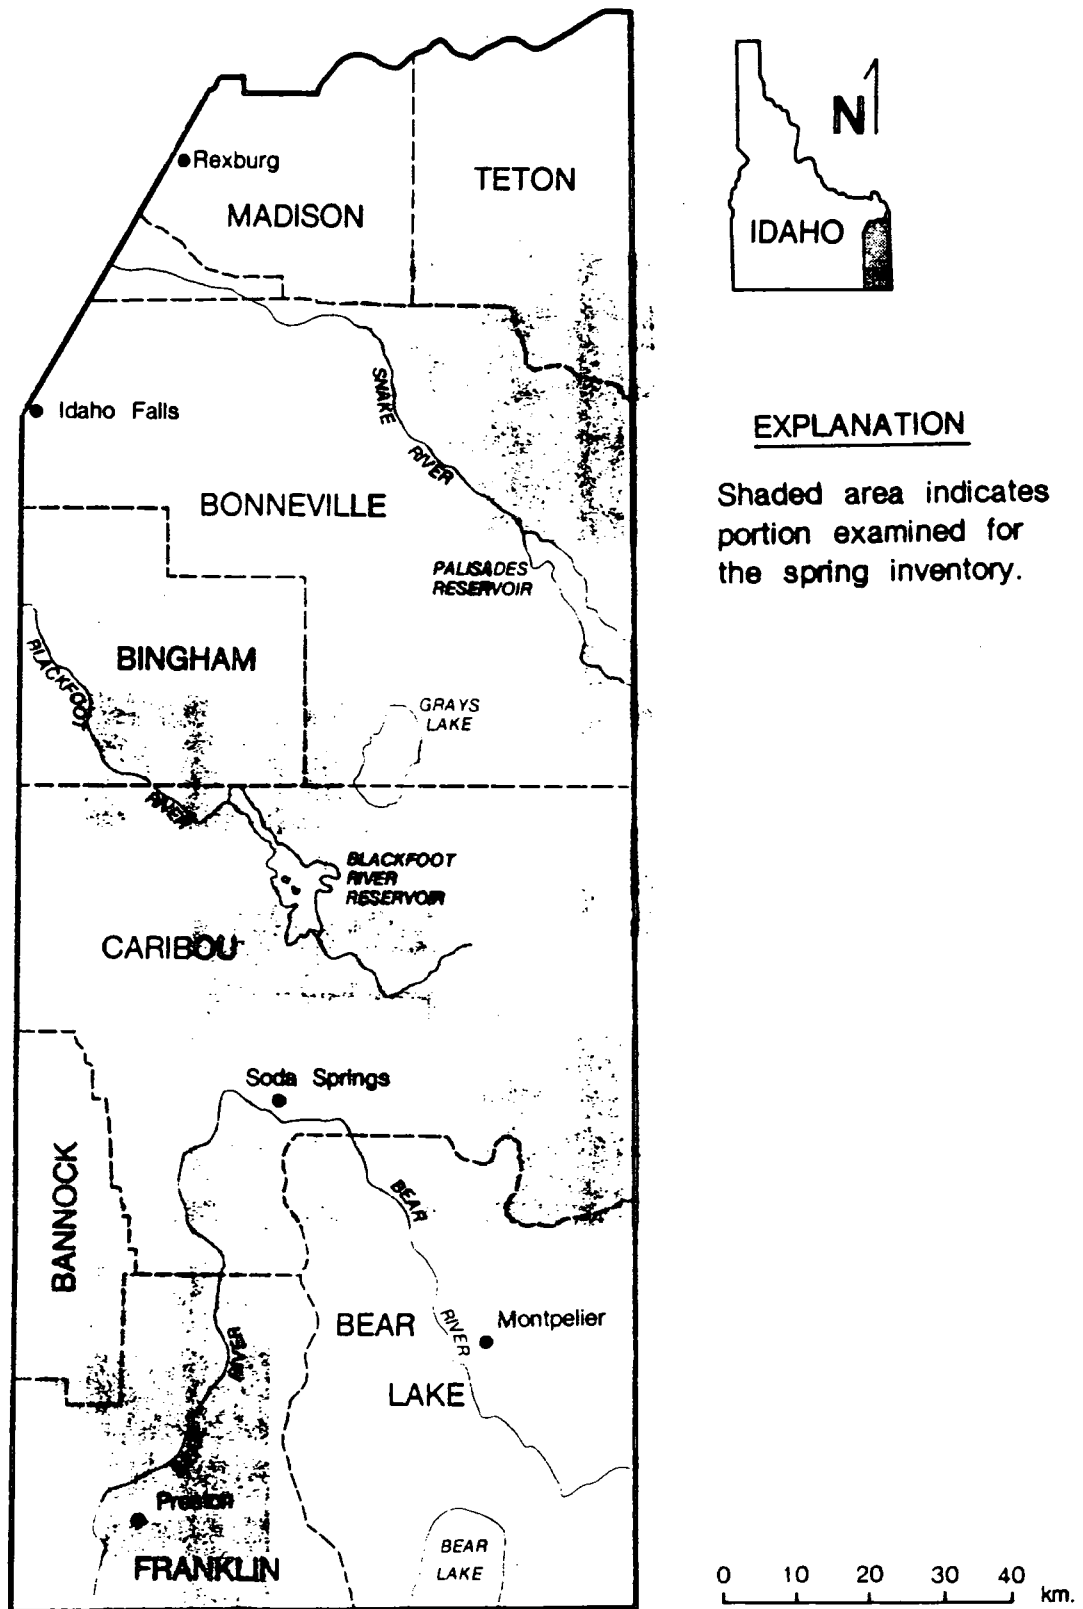 Rexburg
MADISON
TETON
N
IDAHO
SNAKE
RIVER
Idaho Falls
EXPLANATION
Shaded area indicates
portion examined for
the spring inventory.
BONNEVILLE
PALISADES
RESERVOIR
BLACKFOOT
RIVER
BINGHAM
GRAYS
LAKE
BLACKFOOT
RIVER
RESERVOIR
CARIBOU
Soda Springs
BANNOCK
BEAR
RIVER
RIVER
BEAR
LAKE
Montpelier
Preston
FRANKLIN
BEAR
LAKE
0 10 20 30 40
km.